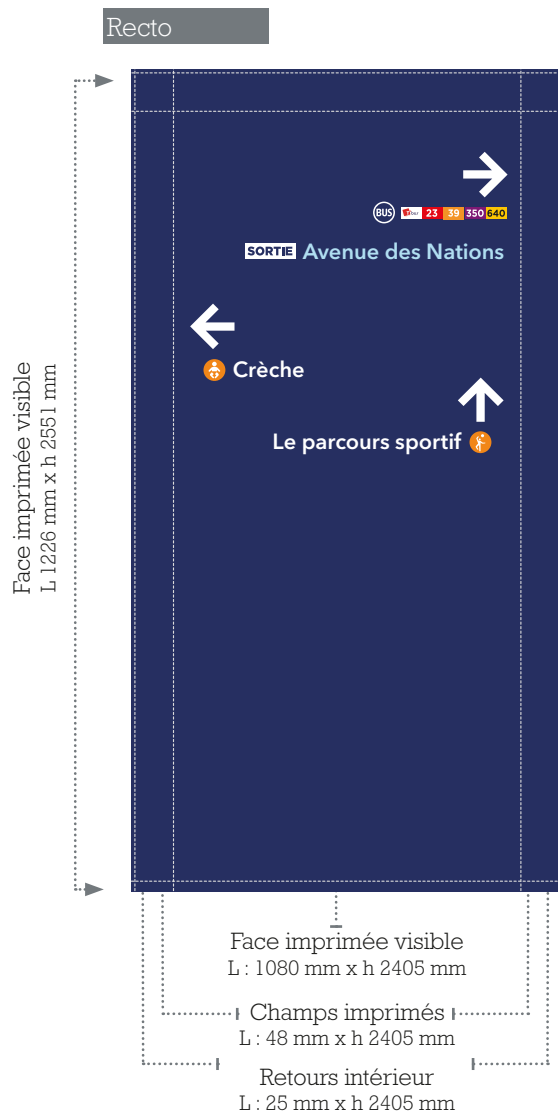 Recto
BUS 23 39 350 640
SORTIE Avenue des Nations
Crèche
Le parcours sportif
Face imprimée visible
L 1226 mm x h 2551 mm
Face imprimée visible
L : 1080 mm x h 2405 mm
Champs imprimés
L : 48 mm x h 2405 mm
Retours intérieur
L : 25 mm x h 2405 mm